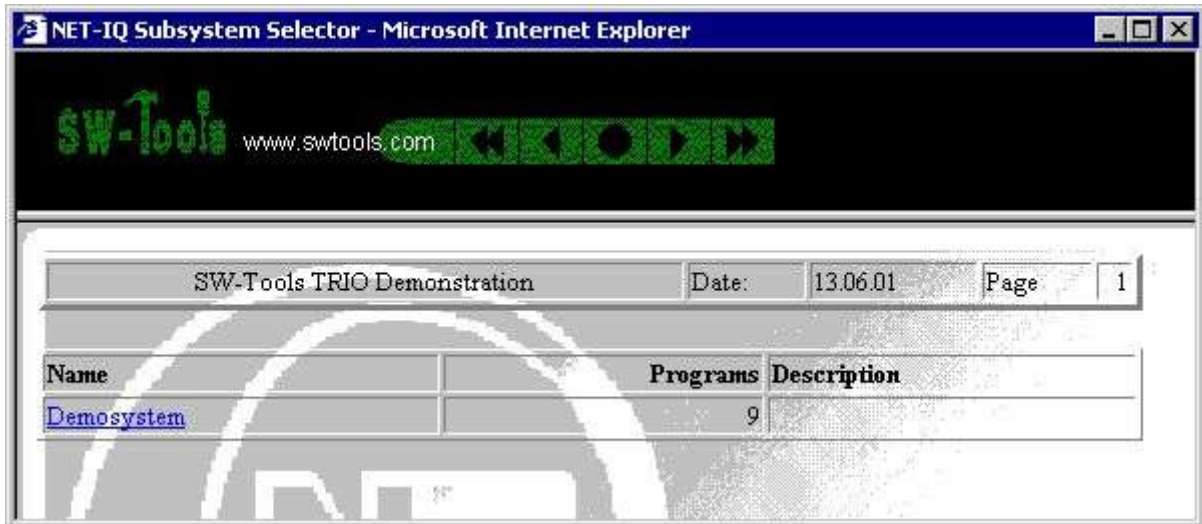 NET-IQ Subsystem Selector - Microsoft Internet Explorer
SW-Tools www.swtools.com
SW-Tools TRIO Demonstration Date: 13.06.01 Page 1
Name Programs Description
Demosystem 9